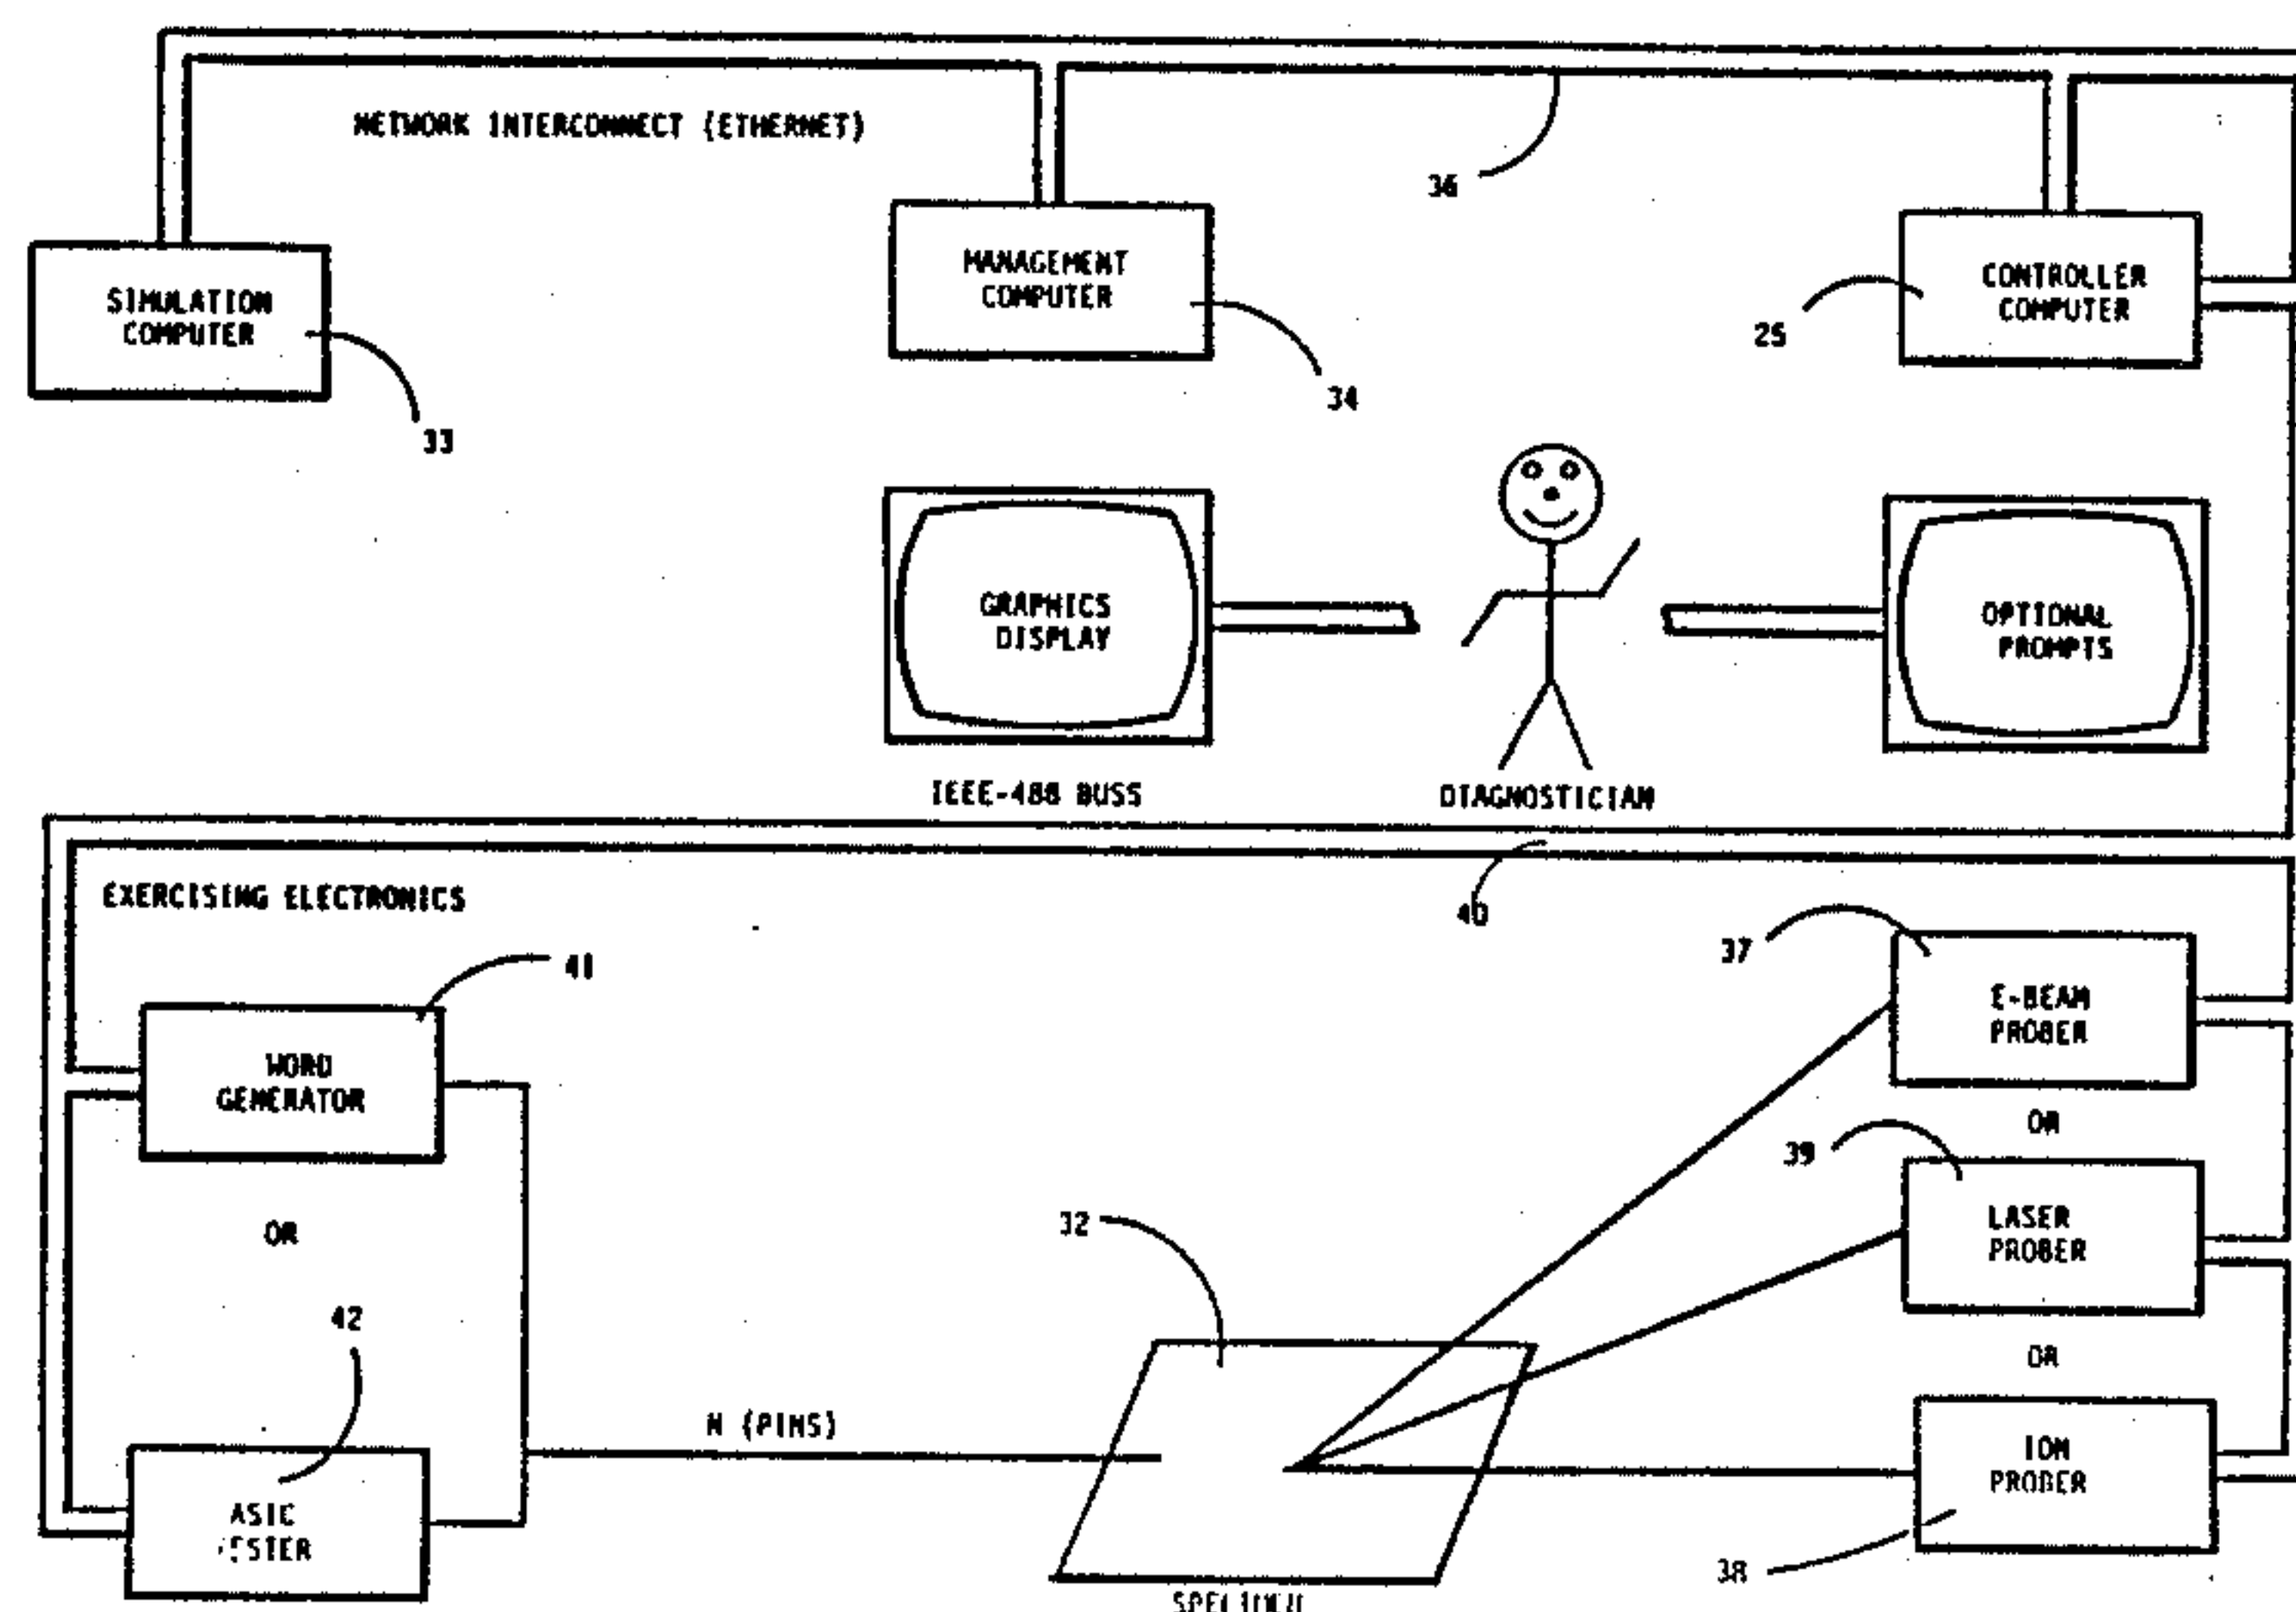 NETWORK INTERCONNECT (ETHERNET)
36
SIMULATION
COMPUTER
33
MANAGEMENT
COMPUTER
34
CONTROLLER
COMPUTER
25
GRAPHICS
DISPLAY
OPTIONAL
PROMPTS
IEEE-488 BUSS
DIAGNOSTICIAN
40
EXERCISING ELECTRONICS
41
WORD
GENERATOR
OR
42
ASIC
N (PINS)
32
37
E-BEAM
PROBER
OR
39
LASER
PROBER
OR
ION
PROBER
38